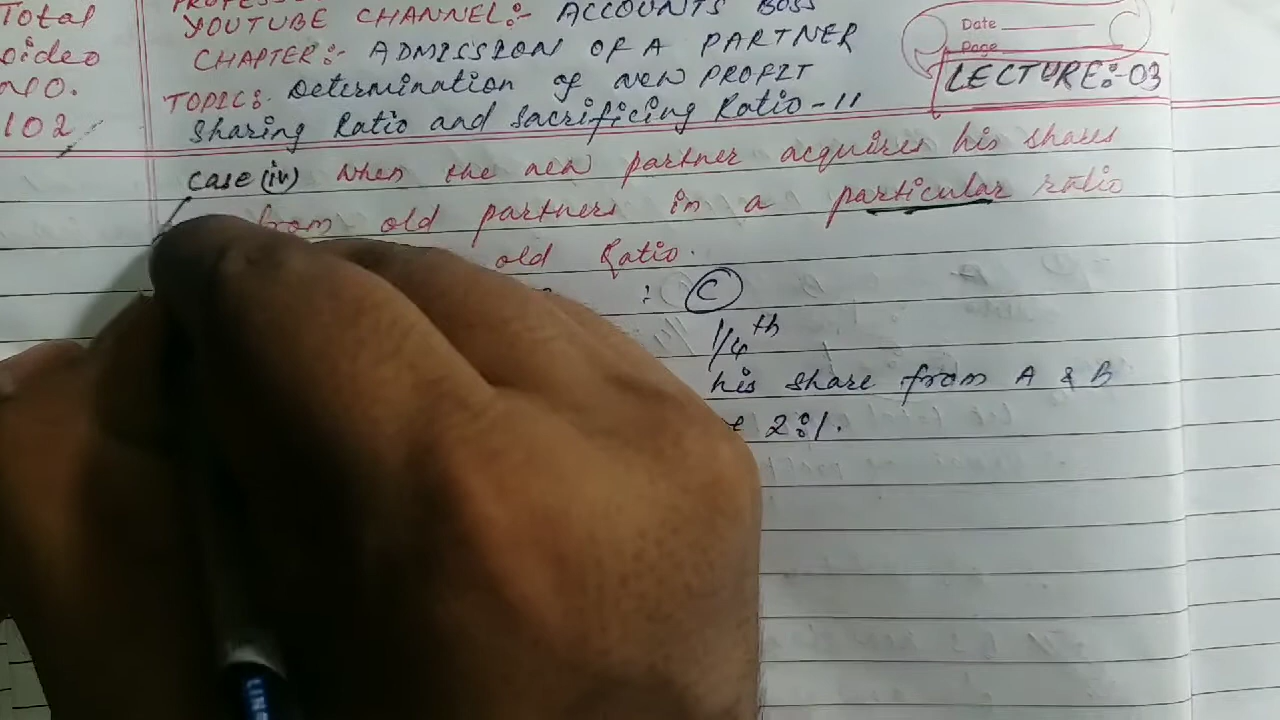 Total
video
NO.
102
YOUTUBE CHANNEL:- ACCOUNTS BOSS
CHAPTER:- ADMISSION OF A PARTNER
TOPIC: Determination of NEW PROFIT
Sharing Ratio and Sacrificing Ratio-II
Date
Page
LECTURE:-03
Case (iv) When the new partner acquires his shares
from old partners in a particular ratio
old Ratio.
: C
1/4th
his share from A & B
2:1.